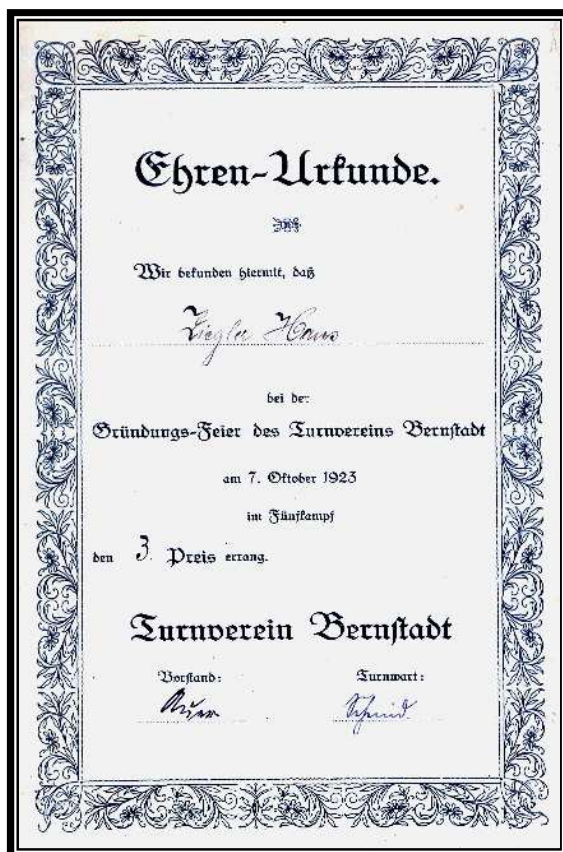 Ehren-Urkunde.
Wir bekunden hiermit, daß
Ziegler Hans
bei der
Gründungs-Feier des Turnvereins Bernstadt
am 7. Oktober 1923
im Fünfkampf
den 3. Preis errang.
Turnverein Bernstadt
Vorstand: Turnwart:
Auer Schmid